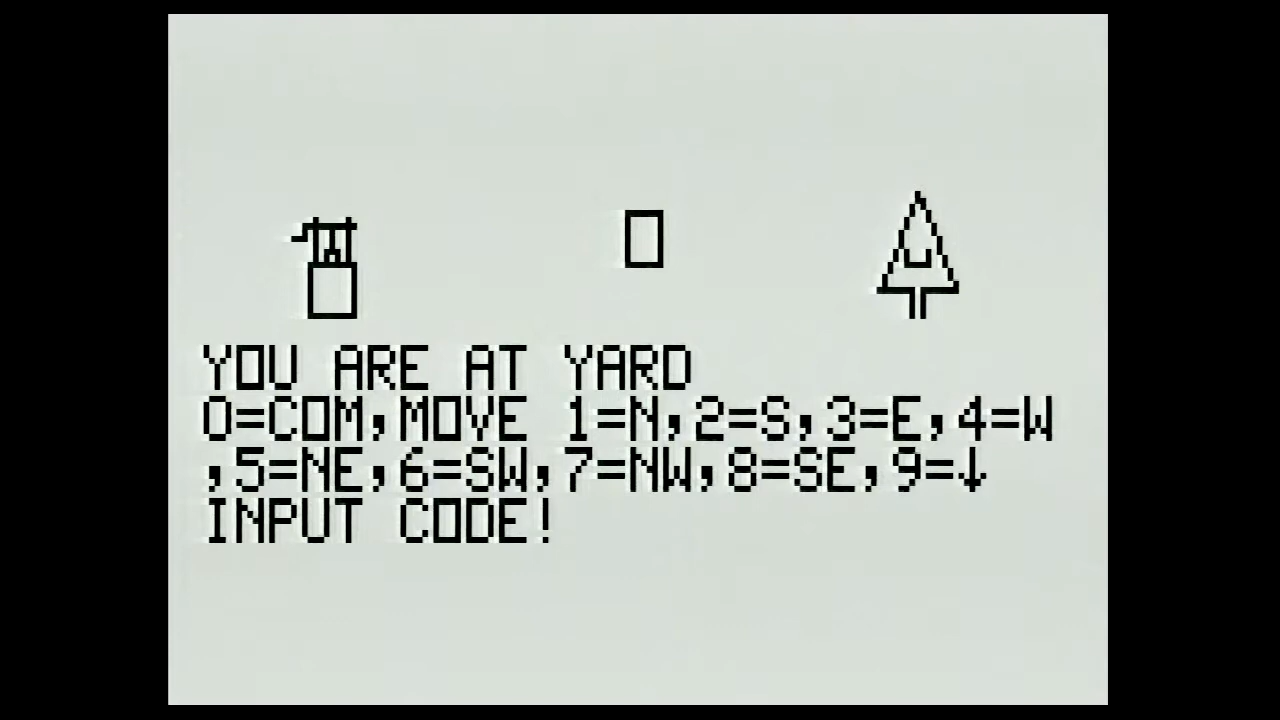 YOU ARE AT YARD
0=COM,MOVE 1=N,2=S,3=E,4=W
,5=NE,6=SW,7=NW,8=SE,9=↓
INPUT CODE!